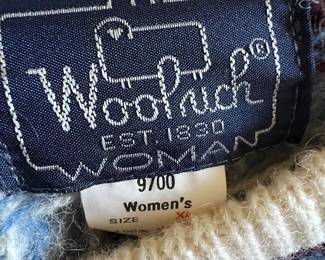 Woolrich®
EST. 1830
WOMAN
9700
Women's
SIZE